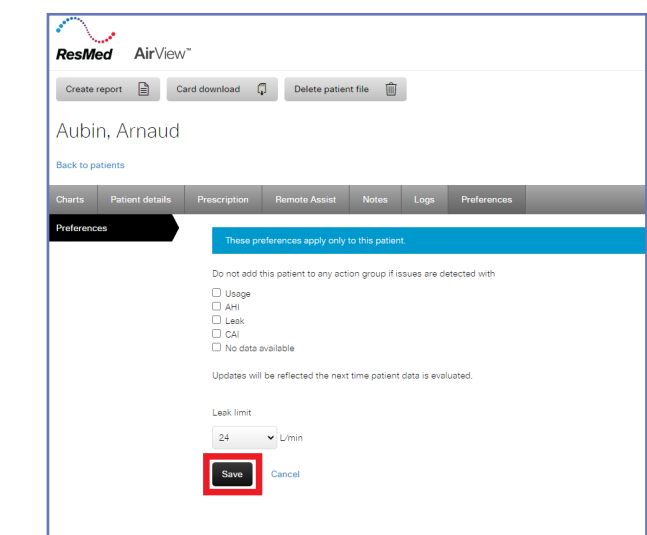 ResMed AirView™
Create report Card download Delete patient file
Aubin, Arnaud
Back to patients
Charts Patient details Prescription Remote Assist Notes Logs Preferences
Preferences
These preferences apply only to this patient.
Do not add this patient to any action group if issues are detected with
Usage
AHI
Leak
CAI
No data available
Updates will be reflected the next time patient data is evaluated.
Leak limit
24 L/min
Save Cancel